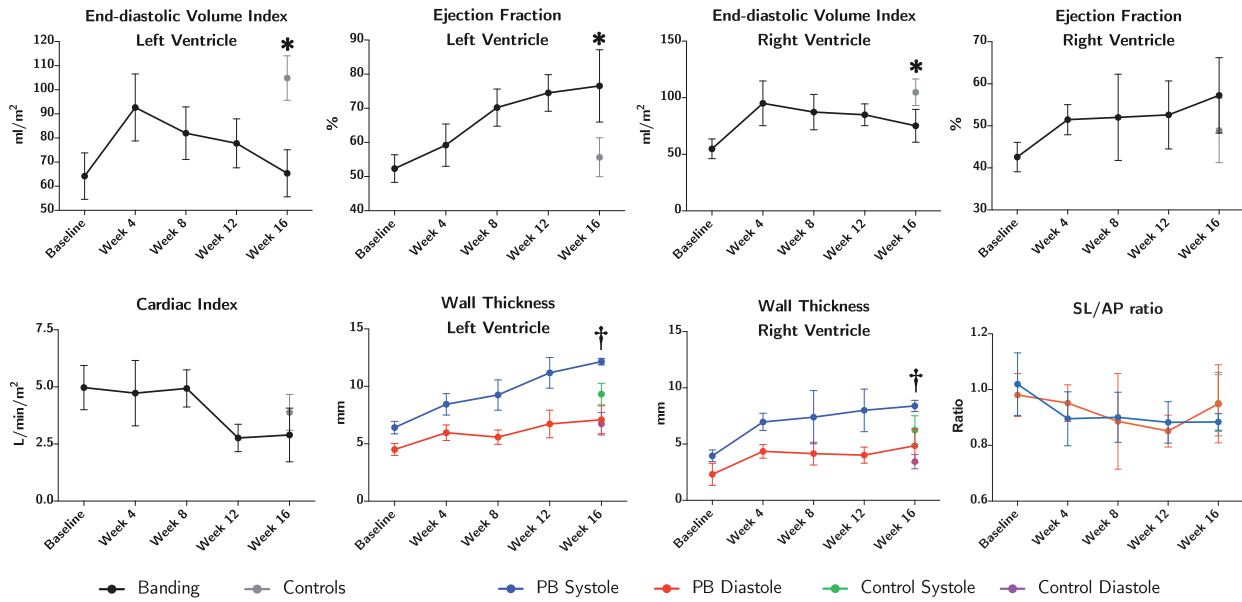 End-diastolic Volume Index
Left Ventricle
120
110
100
90
80
70
60
50
ml/m²
*
Baseline
Week 4
Week 8
Week 12
Week 16
Ejection Fraction
Left Ventricle
90
80
70
60
50
40
%
*
Baseline
Week 4
Week 8
Week 12
Week 16
End-diastolic Volume Index
Right Ventricle
150
100
50
0
ml/m²
*
Baseline
Week 4
Week 8
Week 12
Week 16
Ejection Fraction
Right Ventricle
70
60
50
40
30
%
Baseline
Week 4
Week 8
Week 12
Week 16
Cardiac Index
7.5
5.0
2.5
0.0
L/min/m²
Baseline
Week 4
Week 8
Week 12
Week 16
Wall Thickness
Left Ventricle
15
10
5
0
mm
†
Baseline
Week 4
Week 8
Week 12
Week 16
Wall Thickness
Right Ventricle
15
10
5
0
mm
†
Baseline
Week 4
Week 8
Week 12
Week 16
SL/AP ratio
1.2
1.0
0.8
0.6
Ratio
Baseline
Week 4
Week 8
Week 12
Week 16
Banding
Controls
PB Systole
PB Diastole
Control Systole
Control Diastole